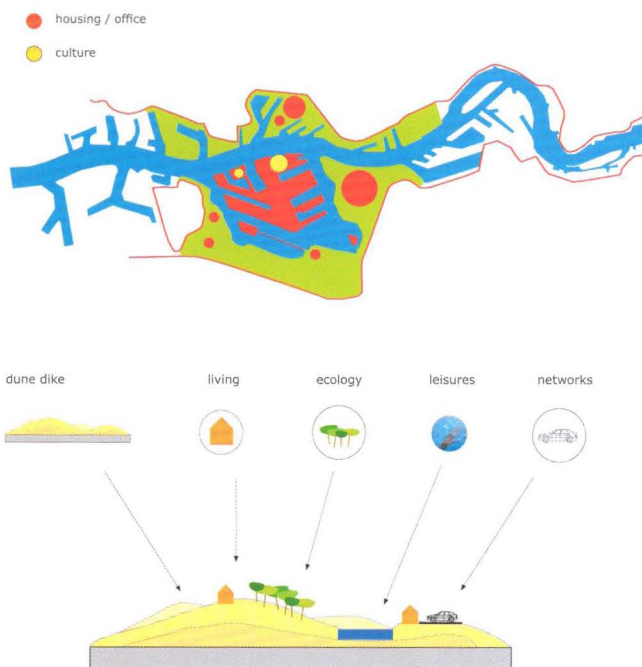 housing / office
culture
dune dike
living
ecology
leisures
networks